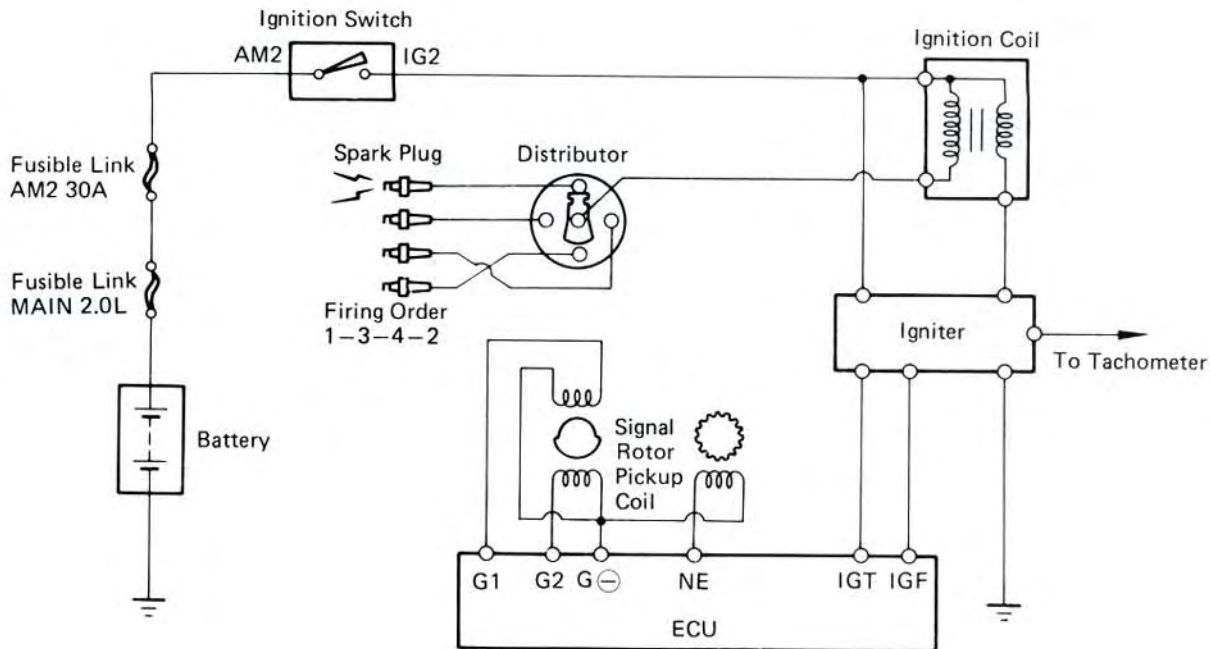 Ignition Switch
AM2
IG2
Ignition Coil
Fusible Link
AM2 30A
Spark Plug
Distributor
Fusible Link
MAIN 2.0L
Firing Order
1–3–4–2
Igniter
To Tachometer
Battery
Signal
Rotor
Pickup
Coil
G1
G2
G⊖
NE
IGT
IGF
ECU